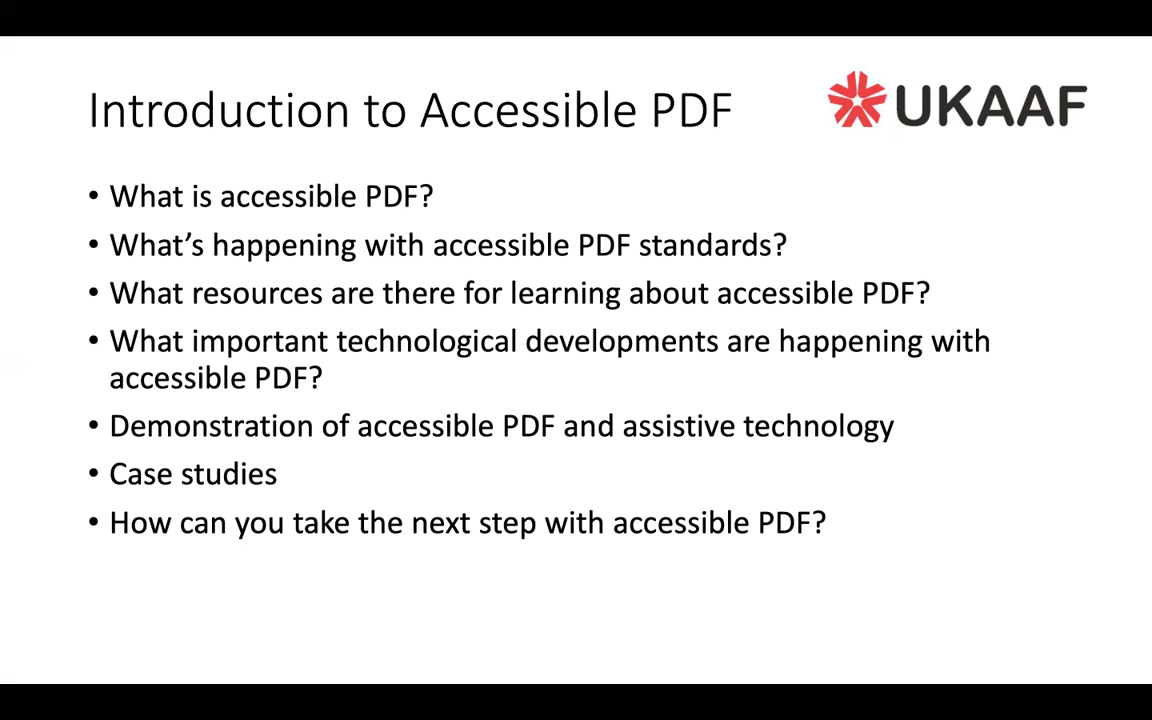 Introduction to Accessible PDF
UKAAF
• What is accessible PDF?
• What’s happening with accessible PDF standards?
• What resources are there for learning about accessible PDF?
• What important technological developments are happening with
accessible PDF?
• Demonstration of accessible PDF and assistive technology
• Case studies
• How can you take the next step with accessible PDF?